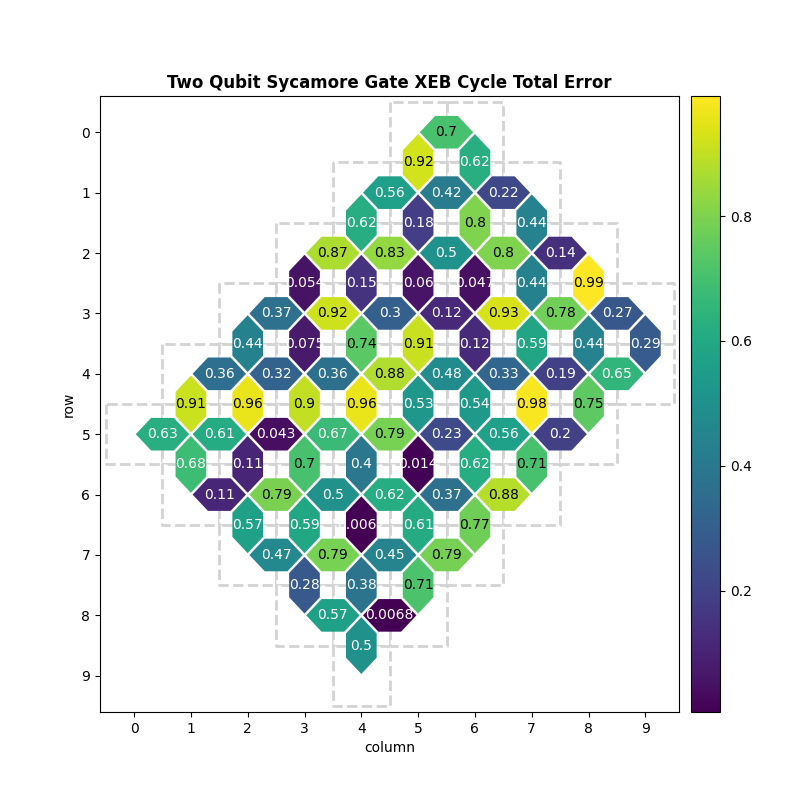 Two Qubit Sycamore Gate XEB Cycle Total Error
0.7
0.92 0.62
0.56 0.42 0.22
0.62 0.18 0.8 0.44
0.87 0.83 0.5 0.8 0.14
0.054 0.15 0.06 0.047 0.44 0.99
0.37 0.92 0.3 0.12 0.93 0.78 0.27
0.44 0.075 0.74 0.91 0.12 0.59 0.44 0.29
0.36 0.32 0.36 0.88 0.48 0.33 0.19 0.65
0.91 0.96 0.9 0.96 0.53 0.54 0.98 0.75
0.63 0.61 0.043 0.67 0.79 0.23 0.56 0.2
0.68 0.11 0.7 0.4 0.014 0.62 0.71
0.11 0.79 0.5 0.62 0.37 0.88
0.57 0.59 .006 0.61 0.77
0.47 0.79 0.45 0.79
0.28 0.38 0.71
0.57 0.0068
0.5
0
1
2
3
4
5
6
7
8
9
row
0 1 2 3 4 5 6 7 8 9
column
0.8
0.6
0.4
0.2